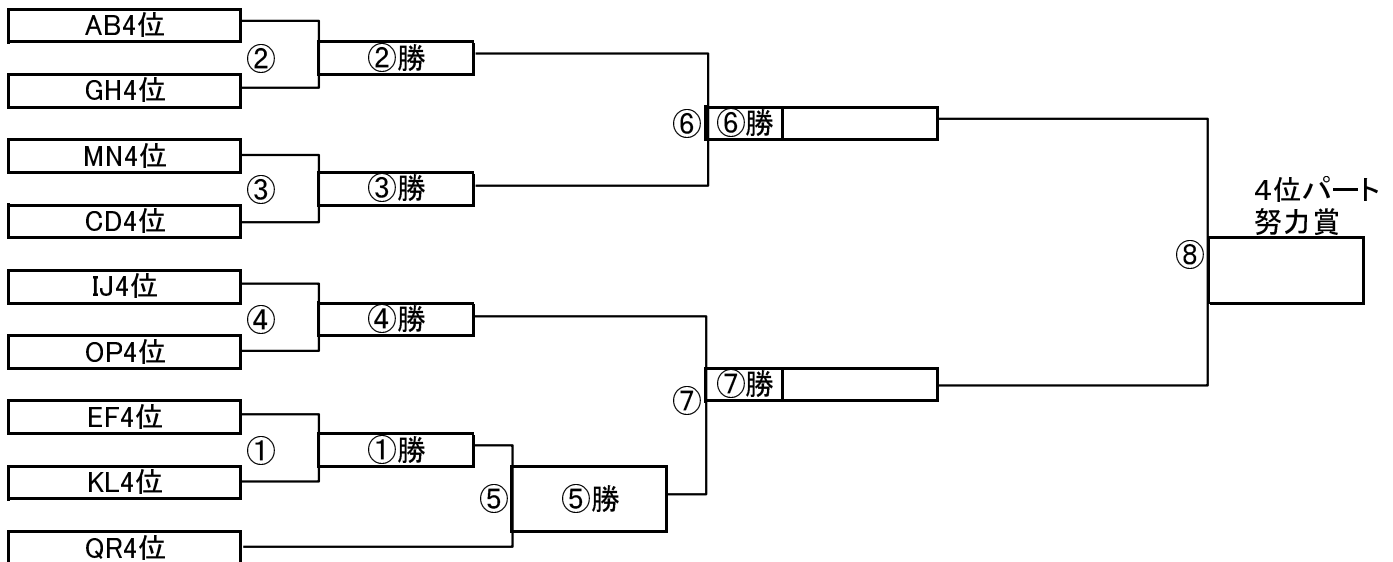 AB4位
②
②勝
GH4位
⑥
⑥勝
MN4位
③
③勝
CD4位
4位パート
努力賞
⑧
IJ4位
④
④勝
OP4位
⑦
⑦勝
EF4位
①
①勝
KL4位
⑤
⑤勝
QR4位